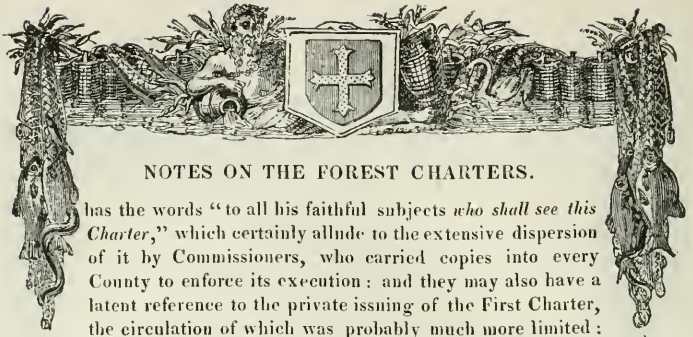 NOTES ON THE FOREST CHARTERS.
has the words “to all his faithful subjects who shall see this
Charter,” which certainly allude to the extensive dispersion
of it by Commissioners, who carried copies into every
County to enforce its execution : and they may also have a
latent reference to the private issuing of the First Charter,
the circulation of which was probably much more limited :